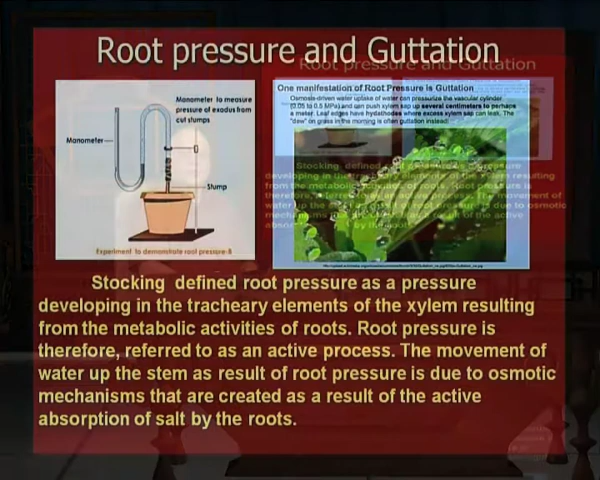 Root pressure and Guttation
Root pressure and Guttation
Manometer to measure
pressure of exodus from
cut stumps
Manometer
Stump
Experiment to demonstrate root pressure-B
One manifestation of Root Pressure is Guttation
Osmosis-driven water uptake of water can pressurize the vascular cylinder
(0.05 to 0.5 MPa) and can push xylem sap up several centimeters to perhaps
a meter. Leaf edges have hydathodes where excess xylem sap can leak. The
"dew" on grass in the morning is often guttation instead!
Stocking defined root pressure as a pressure
developing in the tracheary elements of the xylem resulting
from the metabolic activities of roots. Root pressure is
therefore, referred to as an active process. The movement of
water up the stem as result of root pressure is due to osmotic
mechanisms that are created as a result of the active
absorption of salt by the roots.